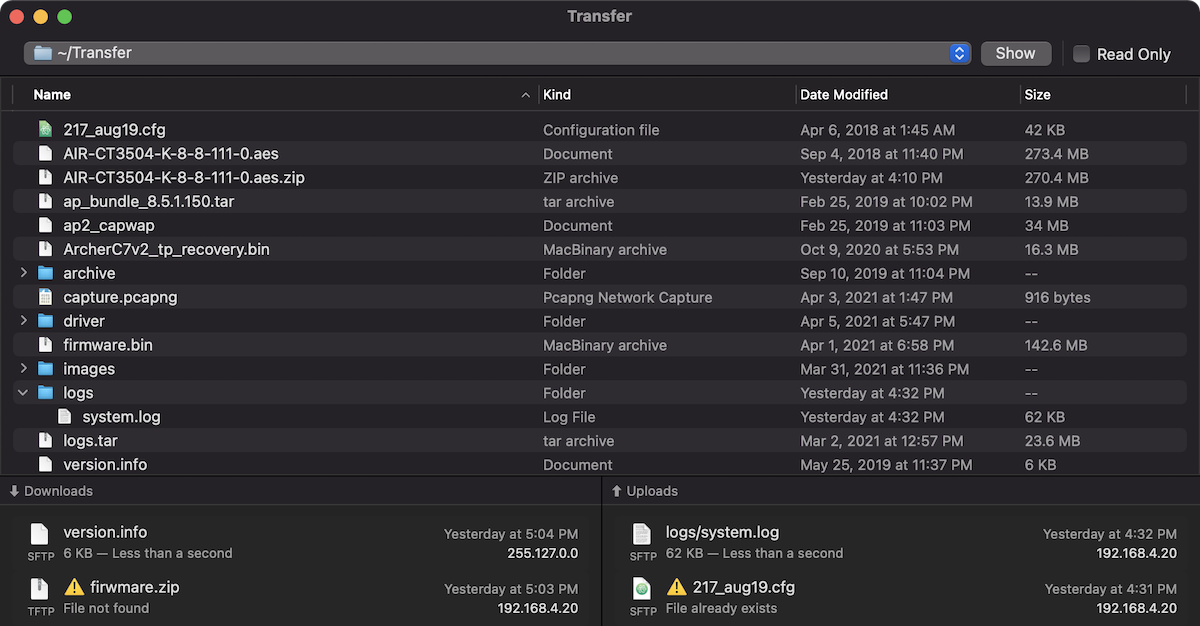 Transfer
~/Transfer Show Read Only
Name Kind Date Modified Size
217_aug19.cfg Configuration file Apr 6, 2018 at 1:45 AM 42 KB
AIR-CT3504-K-8-8-111-0.aes Document Sep 4, 2018 at 11:40 PM 273.4 MB
AIR-CT3504-K-8-8-111-0.aes.zip ZIP archive Yesterday at 4:10 PM 270.4 MB
ap_bundle_8.5.1.150.tar tar archive Feb 25, 2019 at 10:02 PM 13.9 MB
ap2_capwap Document Feb 25, 2019 at 11:03 PM 34 MB
ArcherC7v2_tp_recovery.bin MacBinary archive Oct 9, 2020 at 5:53 PM 16.3 MB
archive Folder Sep 10, 2019 at 11:04 PM --
capture.pcapng Pcapng Network Capture Apr 3, 2021 at 1:47 PM 916 bytes
driver Folder Apr 5, 2021 at 5:47 PM --
firmware.bin MacBinary archive Apr 1, 2021 at 6:58 PM 142.6 MB
images Folder Mar 31, 2021 at 11:36 PM --
logs Folder Yesterday at 4:32 PM --
system.log Log File Yesterday at 4:32 PM 62 KB
logs.tar tar archive Mar 2, 2021 at 12:57 PM 23.6 MB
version.info Document May 25, 2019 at 11:37 PM 6 KB
Downloads
version.info Yesterday at 5:04 PM
SFTP 6 KB — Less than a second 255.127.0.0
firwmare.zip Yesterday at 5:03 PM
TFTP File not found 192.168.4.20
Uploads
logs/system.log Yesterday at 4:32 PM
SFTP 62 KB — Less than a second 192.168.4.20
217_aug19.cfg Yesterday at 4:31 PM
SFTP File already exists 192.168.4.20